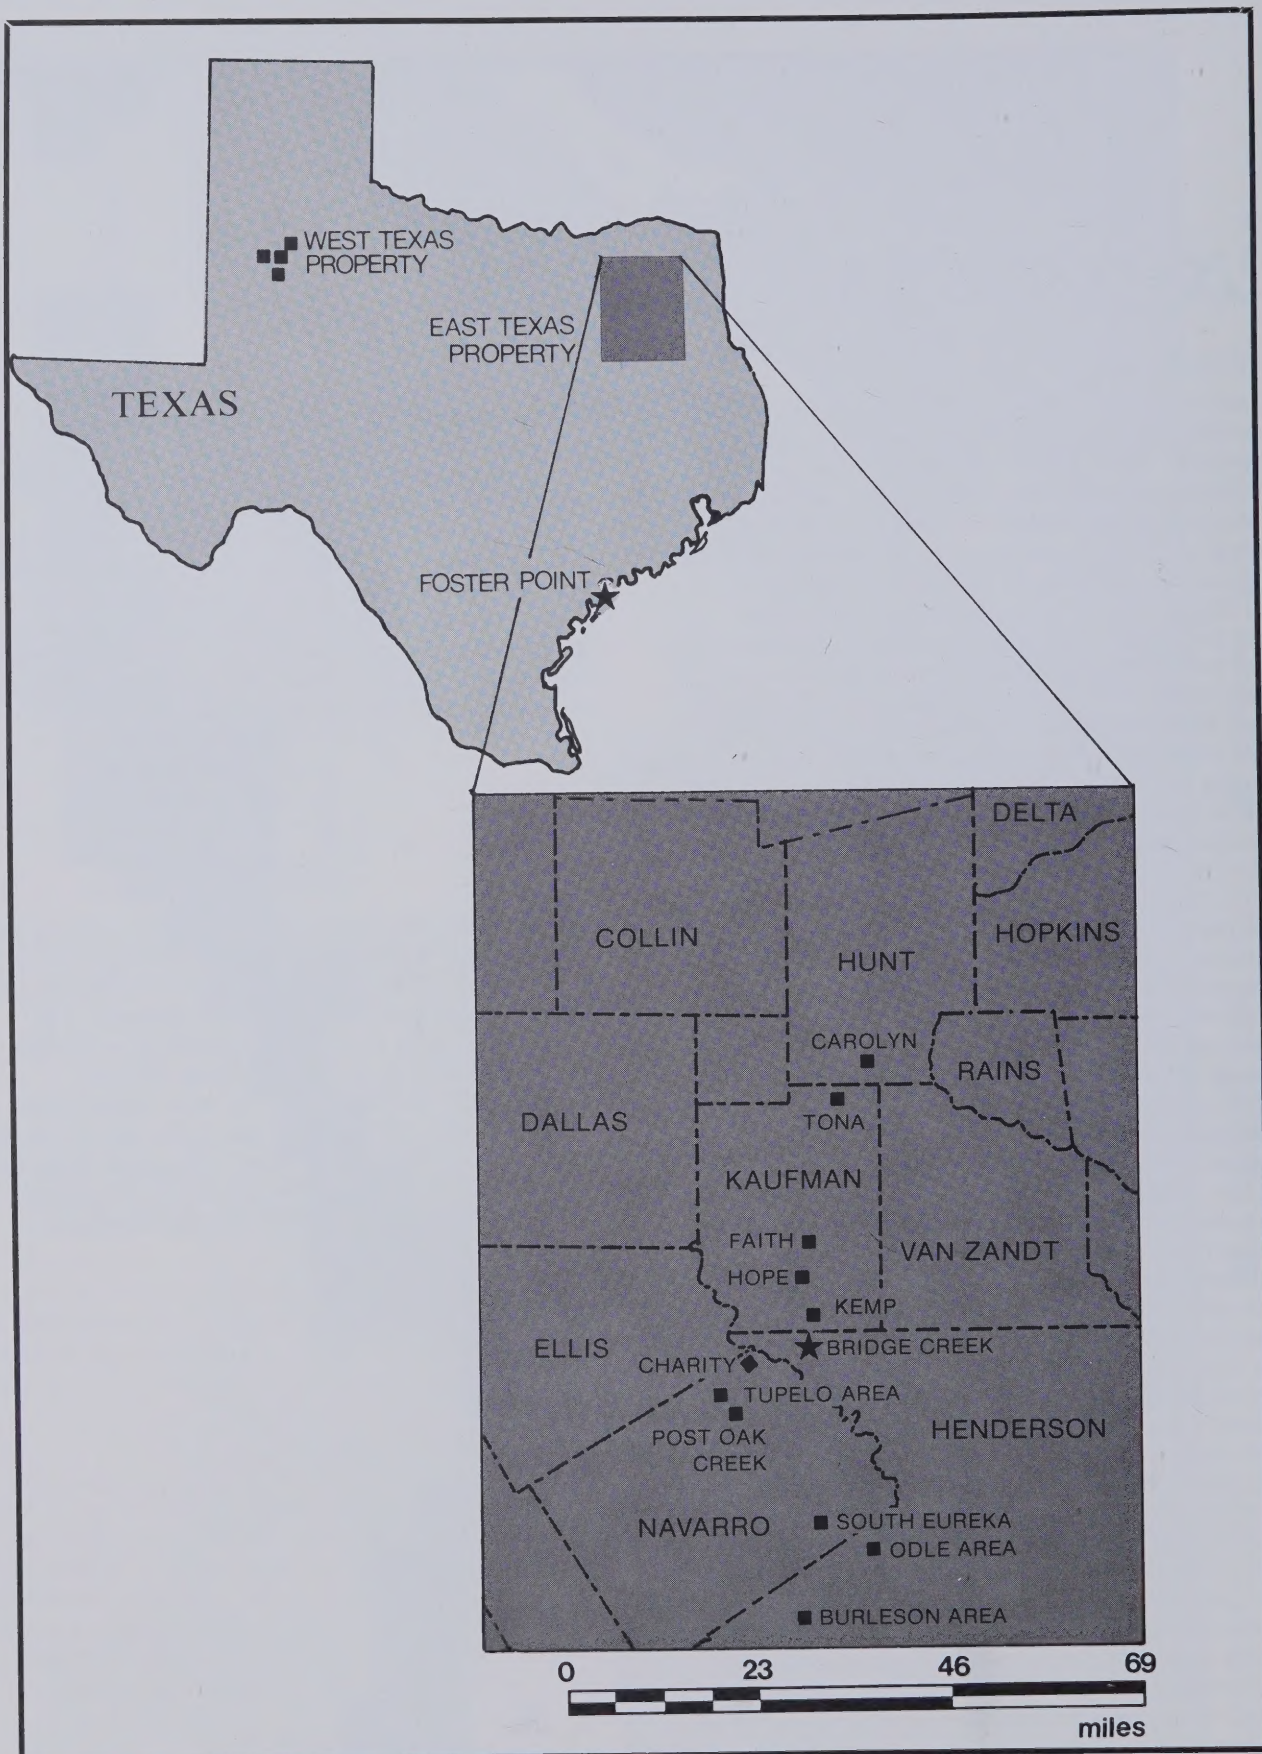 WEST TEXAS
PROPERTY
EAST TEXAS
PROPERTY
TEXAS
FOSTER POINT
DELTA
COLLIN
HOPKINS
HUNT
CAROLYN
RAINS
DALLAS
TONA
KAUFMAN
FAITH
VAN ZANDT
HOPE
KEMP
ELLIS
BRIDGE CREEK
CHARITY
TUPELO AREA
POST OAK
CREEK
HENDERSON
NAVARRO
SOUTH EUREKA
ODLE AREA
BURLESON AREA
0 23 46 69
miles